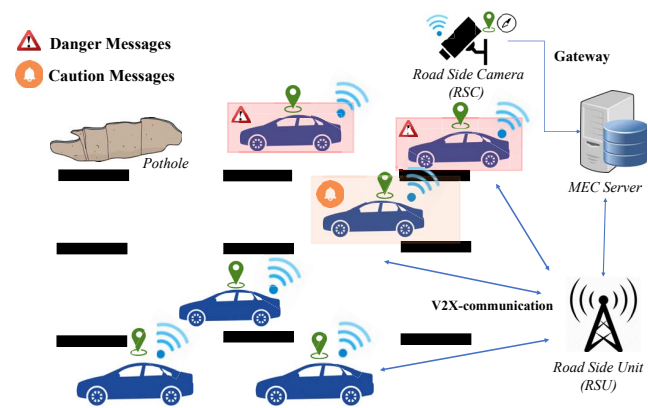 Danger Messages
Caution Messages
Road Side Camera
(RSC)
Gateway
Pothole
MEC Server
V2X-communication
Road Side Unit
(RSU)